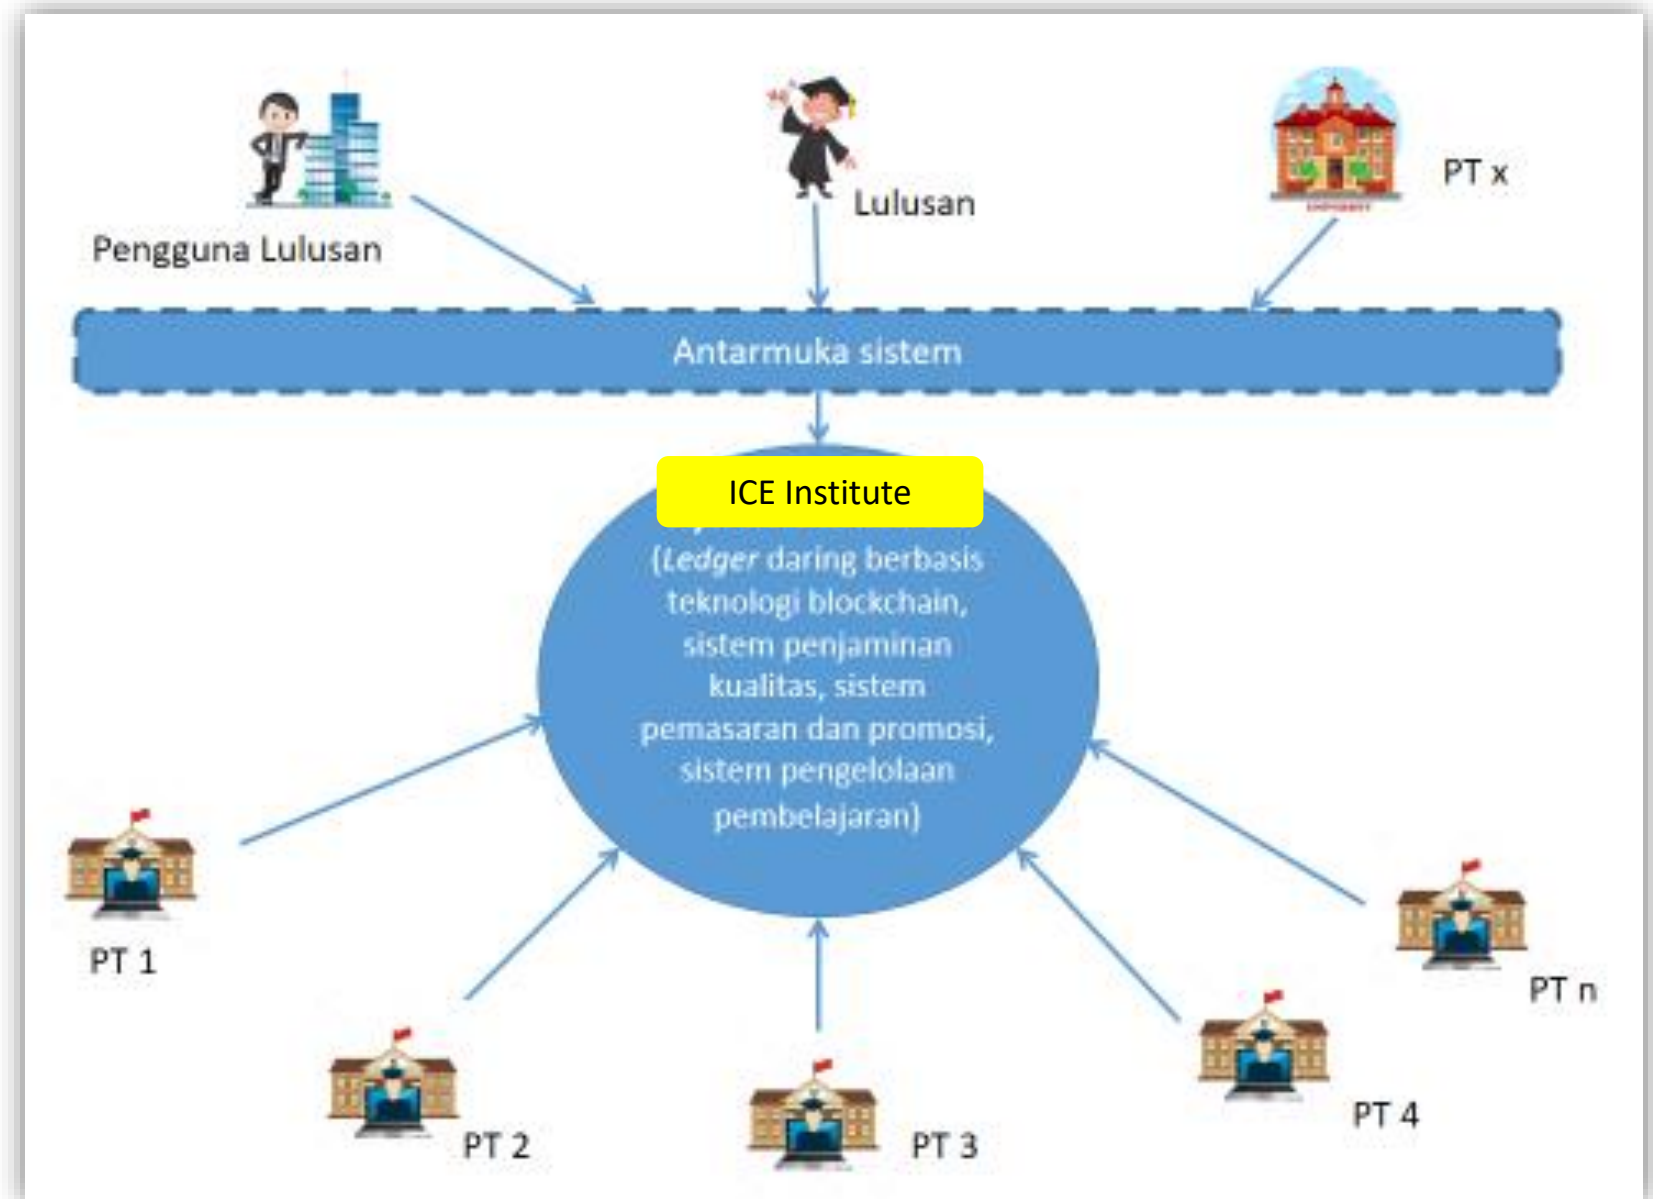 Pengguna Lulusan
Lulusan
UNIVERSITY
PT x
Antarmuka sistem
ICE Institute
(Ledger daring berbasis
teknologi blockchain,
sistem penjaminan
kualitas, sistem
pemasaran dan promosi,
sistem pengelolaan
pembelajaran)
PT 1
PT 2
PT 3
PT 4
PT n